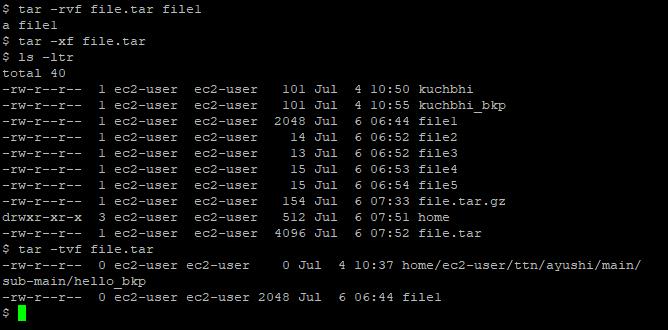 $ tar -rvf file.tar file1
a file1
$ tar -xf file.tar
$ ls -ltr
total 40
-rw-r--r--  1 ec2-user  ec2-user   101 Jul  4 10:50 kuchbhi
-rw-r--r--  1 ec2-user  ec2-user   101 Jul  4 10:55 kuchbhi_bkp
-rw-r--r--  1 ec2-user  ec2-user  2048 Jul  6 06:44 file1
-rw-r--r--  1 ec2-user  ec2-user    14 Jul  6 06:52 file2
-rw-r--r--  1 ec2-user  ec2-user    13 Jul  6 06:52 file3
-rw-r--r--  1 ec2-user  ec2-user    15 Jul  6 06:53 file4
-rw-r--r--  1 ec2-user  ec2-user    15 Jul  6 06:54 file5
-rw-r--r--  1 ec2-user  ec2-user   154 Jul  6 07:33 file.tar.gz
drwxr-xr-x  3 ec2-user  ec2-user   512 Jul  6 07:51 home
-rw-r--r--  1 ec2-user  ec2-user  4096 Jul  6 07:52 file.tar
$ tar -tvf file.tar
-rw-r--r--  0 ec2-user ec2-user    0 Jul  4 10:37 home/ec2-user/ttn/ayushi/main/
sub-main/hello_bkp
-rw-r--r--  0 ec2-user ec2-user 2048 Jul  6 06:44 file1
$